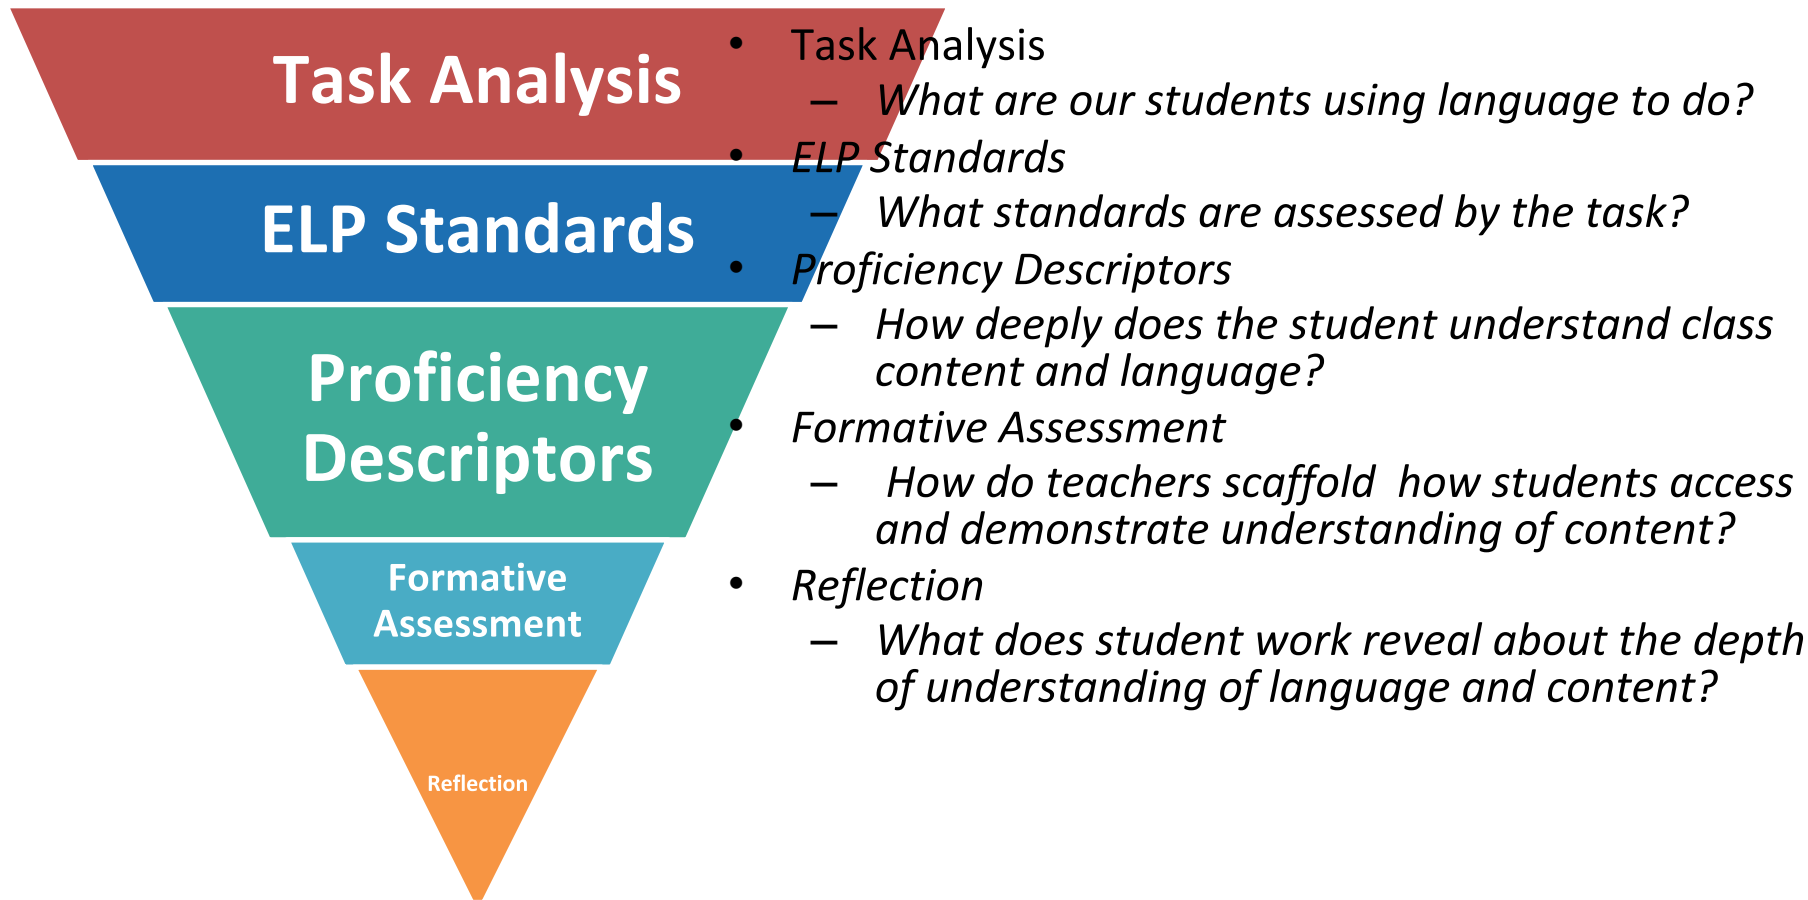 Task Analysis
ELP Standards
Proficiency
Descriptors
Formative
Assessment
Reflection
• Task Analysis
– What are our students using language to do?
• ELP Standards
– What standards are assessed by the task?
• Proficiency Descriptors
– How deeply does the student understand class
content and language?
• Formative Assessment
– How do teachers scaffold  how students access
and demonstrate understanding of content?
• Reflection
– What does student work reveal about the depth
of understanding of language and content?